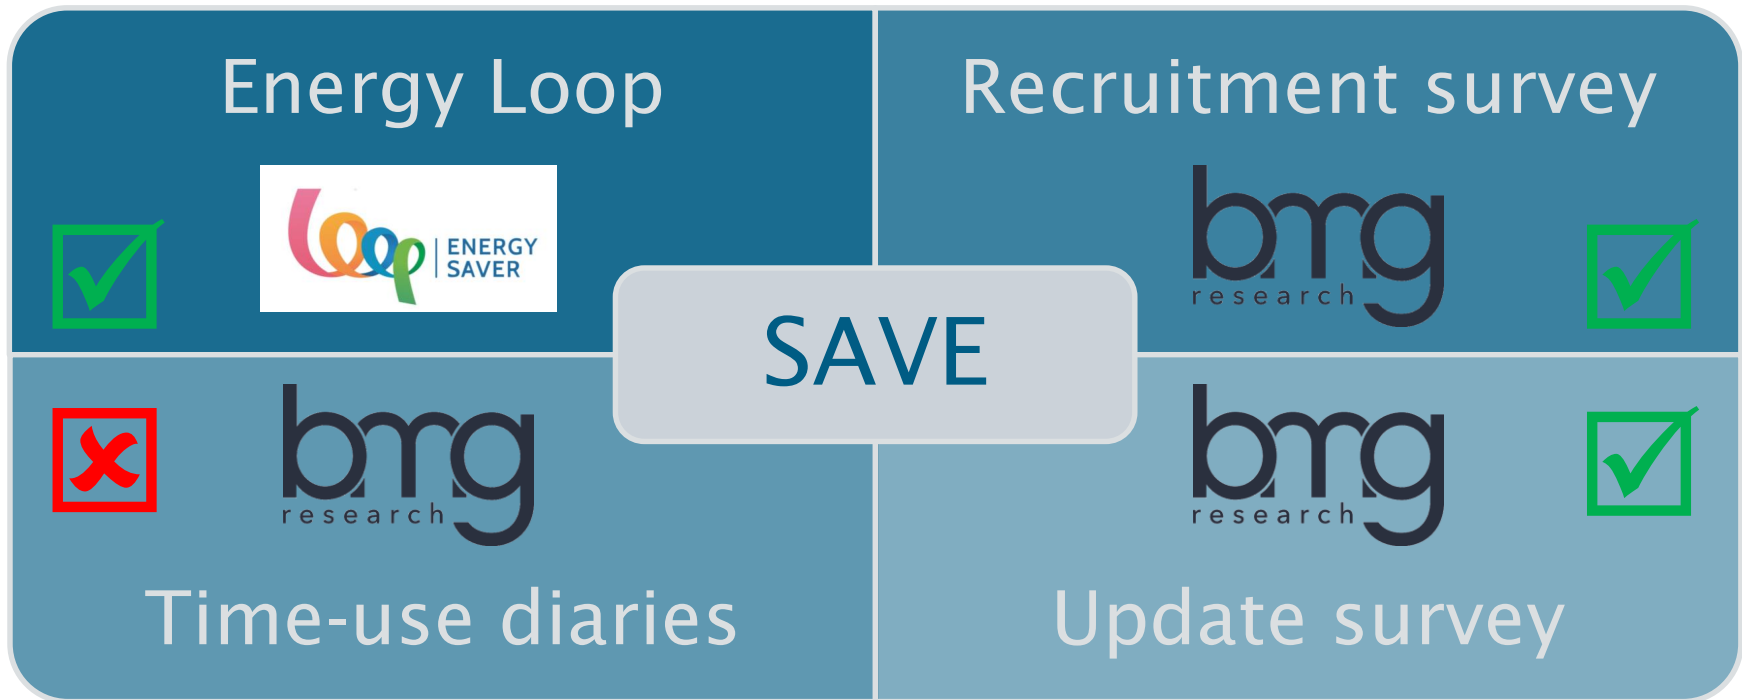 Energy Loop
Recruitment survey
loop | ENERGY
SAVER
bmg
research
SAVE
bmg
research
bmg
research
Time-use diaries
Update survey